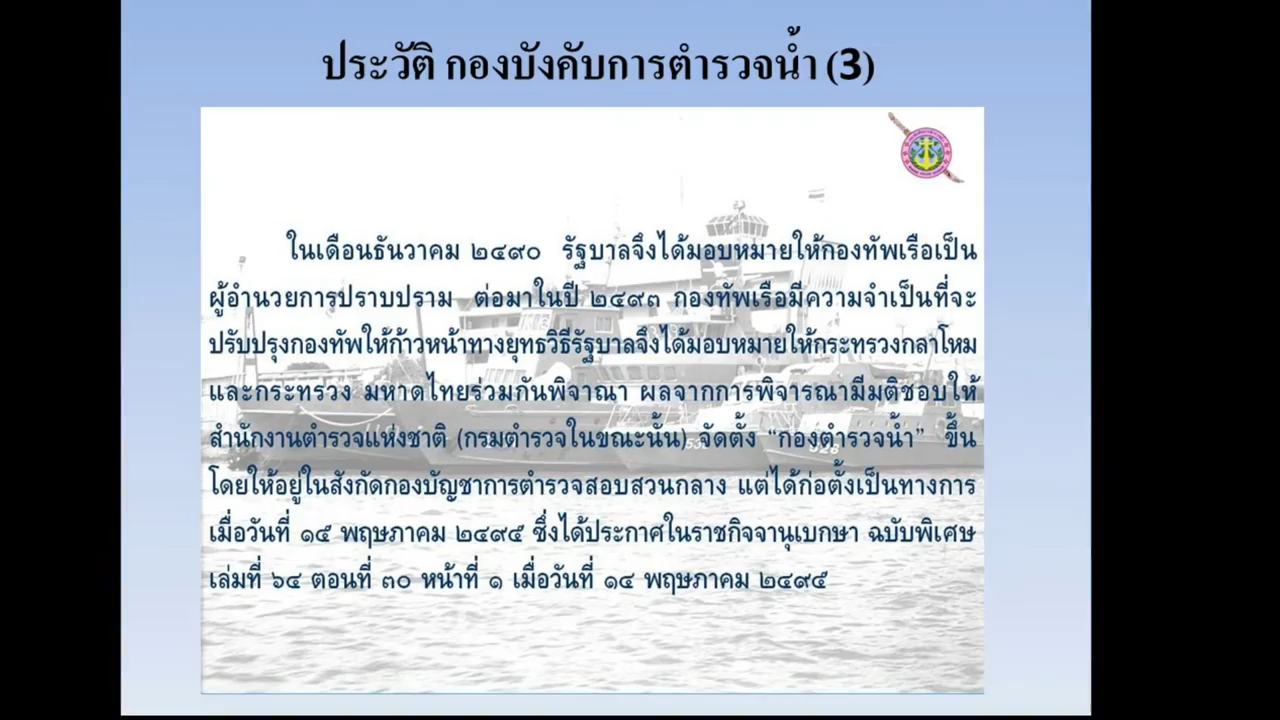 ประวัติ กองบังคับการตำรวจน้ำ (3)
ในเดือนธันวาคม ๒๔๙๐ รัฐบาลจึงได้มอบหมายให้กองทัพเรือเป็น
ผู้อำนวยการปราบปราม ต่อมาในปี ๒๔๙๓ กองทัพเรือมีความจำเป็นที่จะ
ปรับปรุงกองทัพให้ก้าวหน้าทางยุทธวิธีรัฐบาลจึงได้มอบหมายให้กระทรวงกลาโหม
และกระทรวง มหาดไทยร่วมกันพิจาณา ผลจากการพิจารณามีมติชอบให้
สำนักงานตำรวจแห่งชาติ (กรมตำรวจในขณะนั้น) จัดตั้ง “กองตำรวจน้ำ” ขึ้น
โดยให้อยู่ในสังกัดกองบัญชาการตำรวจสอบสวนกลาง แต่ได้ก่อตั้งเป็นทางการ
เมื่อวันที่ ๑๕ พฤษภาคม ๒๔๙๕ ซึ่งได้ประกาศในราชกิจจานุเบกษา ฉบับพิเศษ
เล่มที่ ๖๔ ตอนที่ ๓๐ หน้าที่ ๑ เมื่อวันที่ ๑๔ พฤษภาคม ๒๔๙๕